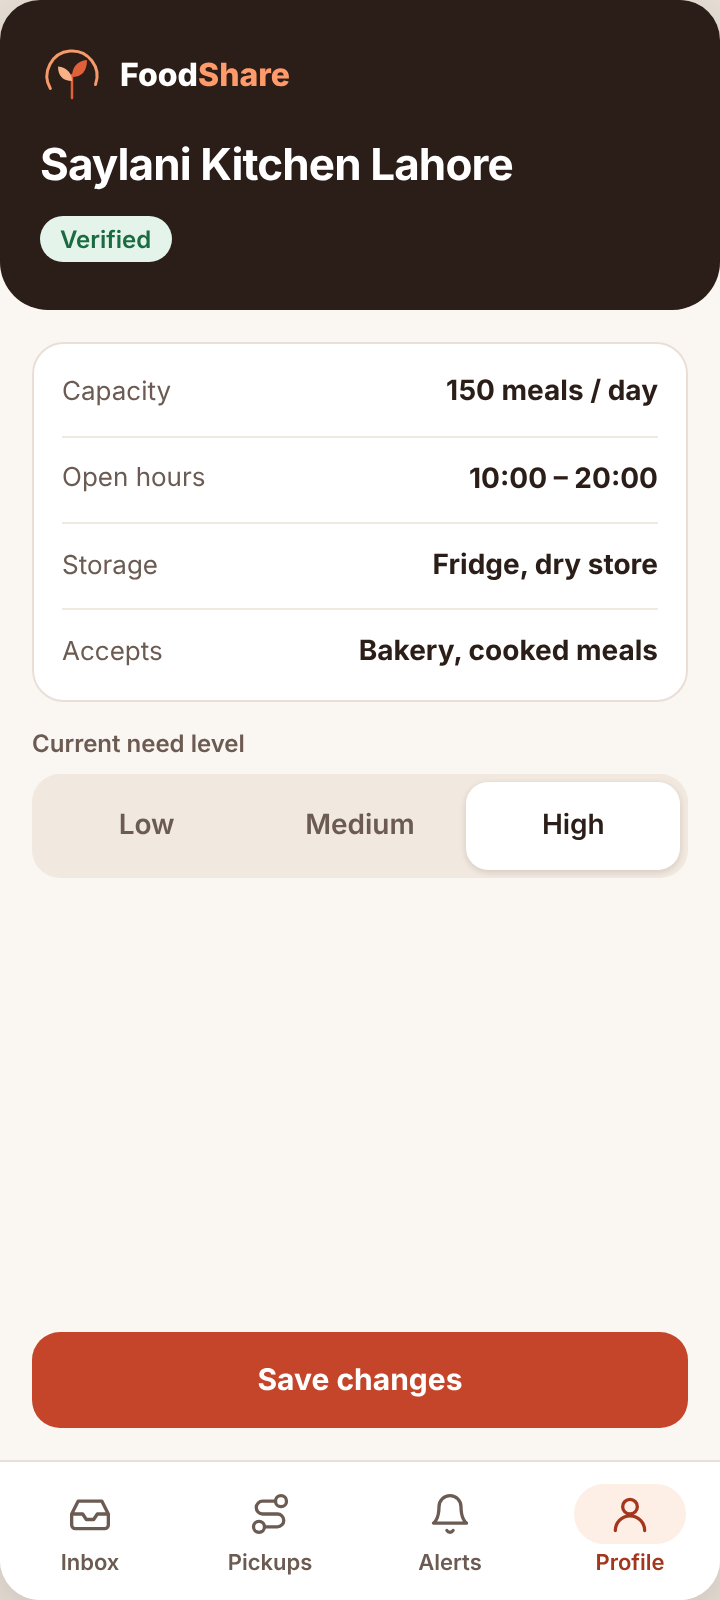 FoodShare
Saylani Kitchen Lahore
Verified
Capacity 150 meals / day
Open hours 10:00 – 20:00
Storage Fridge, dry store
Accepts Bakery, cooked meals
Current need level
Low Medium High
Save changes
Inbox Pickups Alerts Profile